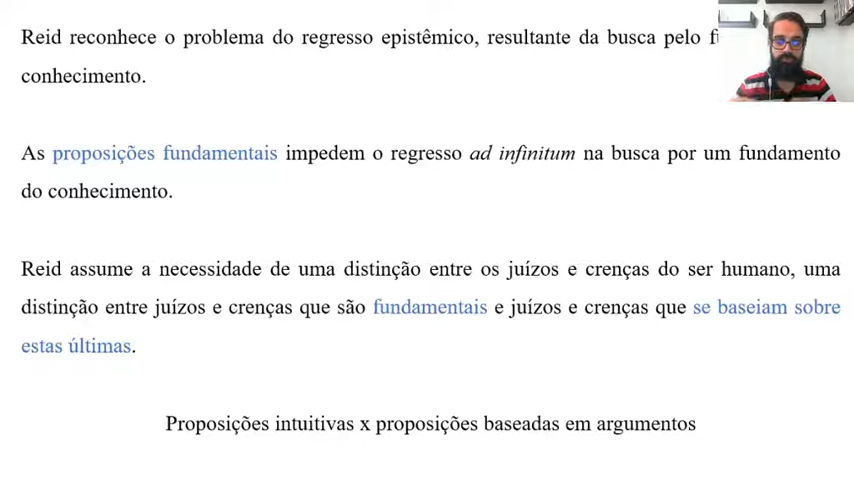 Reid reconhece o problema do regresso epistêmico, resultante da busca pelo
conhecimento.
As proposições fundamentais impedem o regresso ad infinitum na busca por um fundamento
do conhecimento.
Reid assume a necessidade de uma distinção entre os juízos e crenças do ser humano, uma
distinção entre juízos e crenças que são fundamentais e juízos e crenças que se baseiam sobre
estas últimas.
Proposições intuitivas x proposições baseadas em argumentos